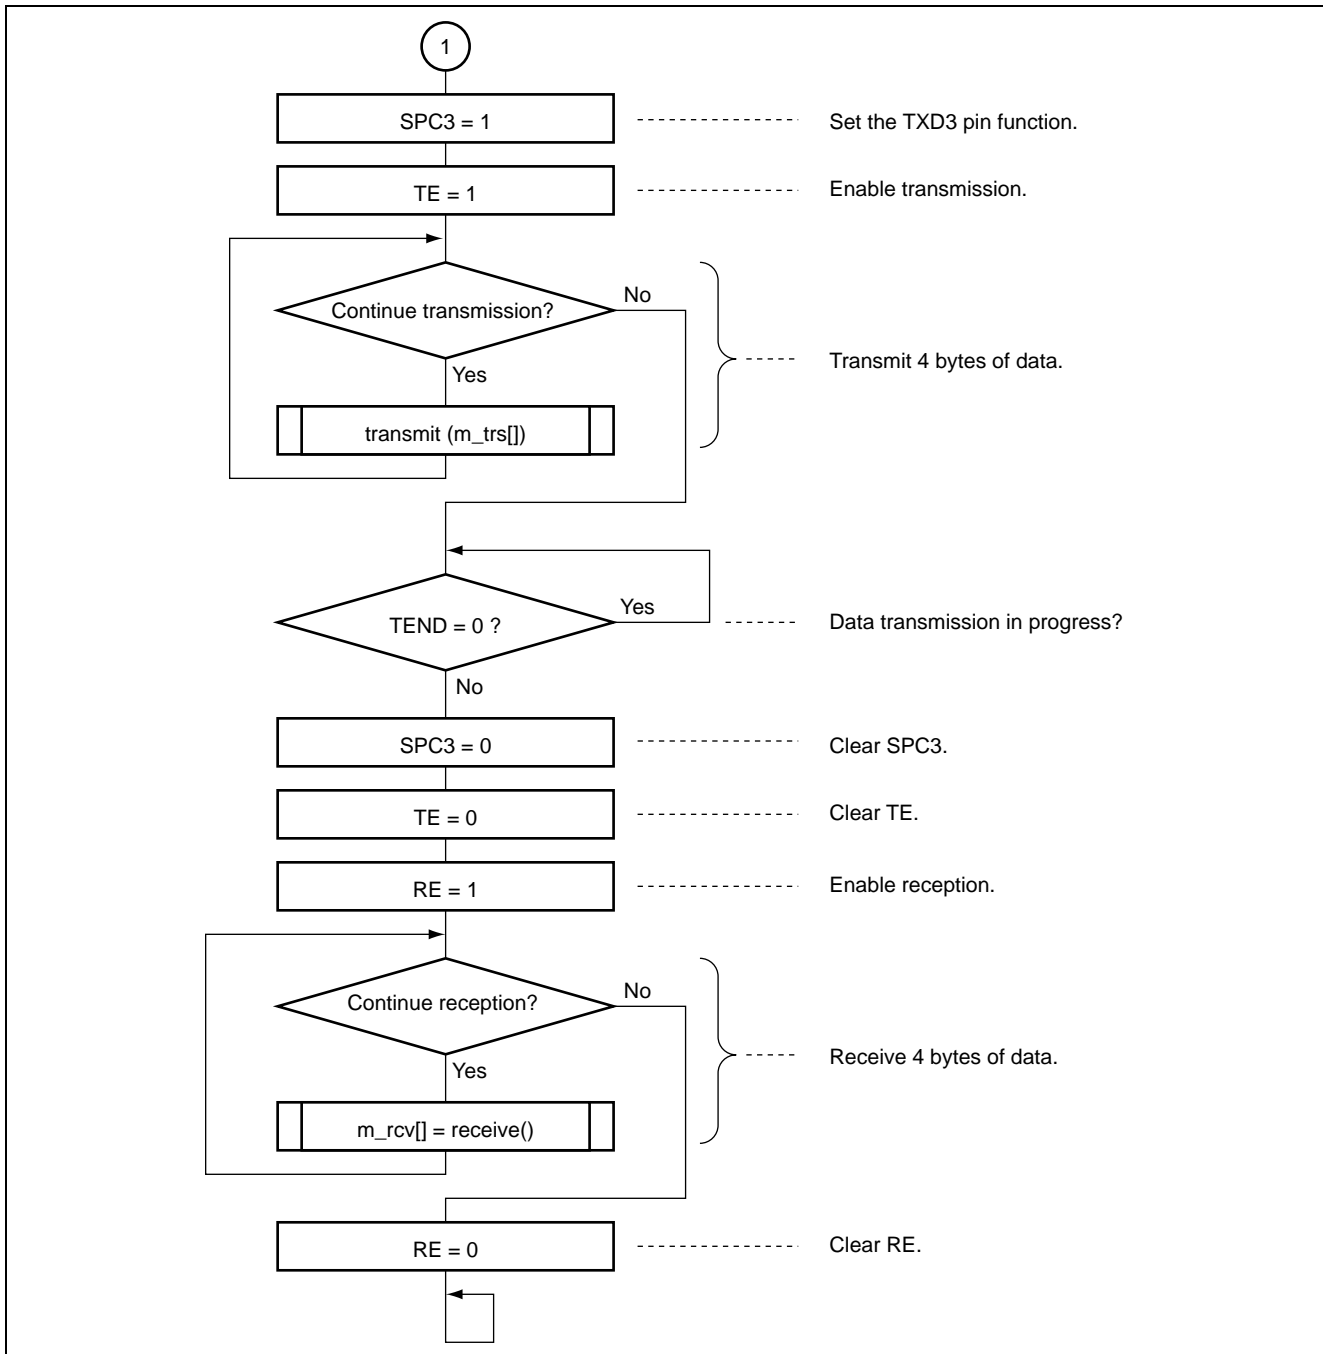 1
SPC3 = 1
Set the TXD3 pin function.
TE = 1
Enable transmission.
Continue transmission?
No
Yes
Transmit 4 bytes of data.
transmit (m_trs[])
TEND = 0 ?
Yes
Data transmission in progress?
No
SPC3 = 0
Clear SPC3.
TE = 0
Clear TE.
RE = 1
Enable reception.
Continue reception?
No
Yes
Receive 4 bytes of data.
m_rcv[] = receive()
RE = 0
Clear RE.